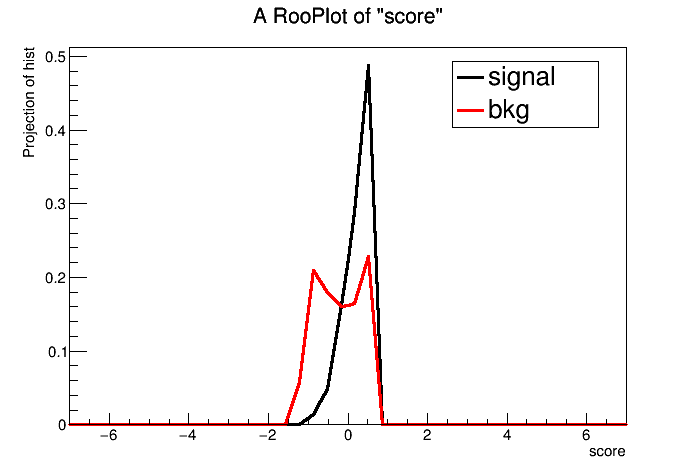 A RooPlot of "score"
Projection of hist
0.5
0.4
0.3
0.2
0.1
0
signal
bkg
−6
−4
−2
0
2
4
6
score